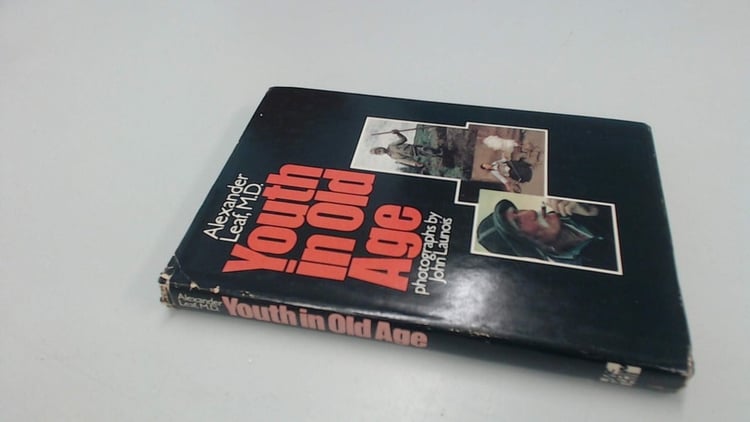 Alexander
Leaf, M.D.
Youth
in Old
Age
photographs by
John Launois
Alexander
Leaf, M.D.
Youth in Old Age